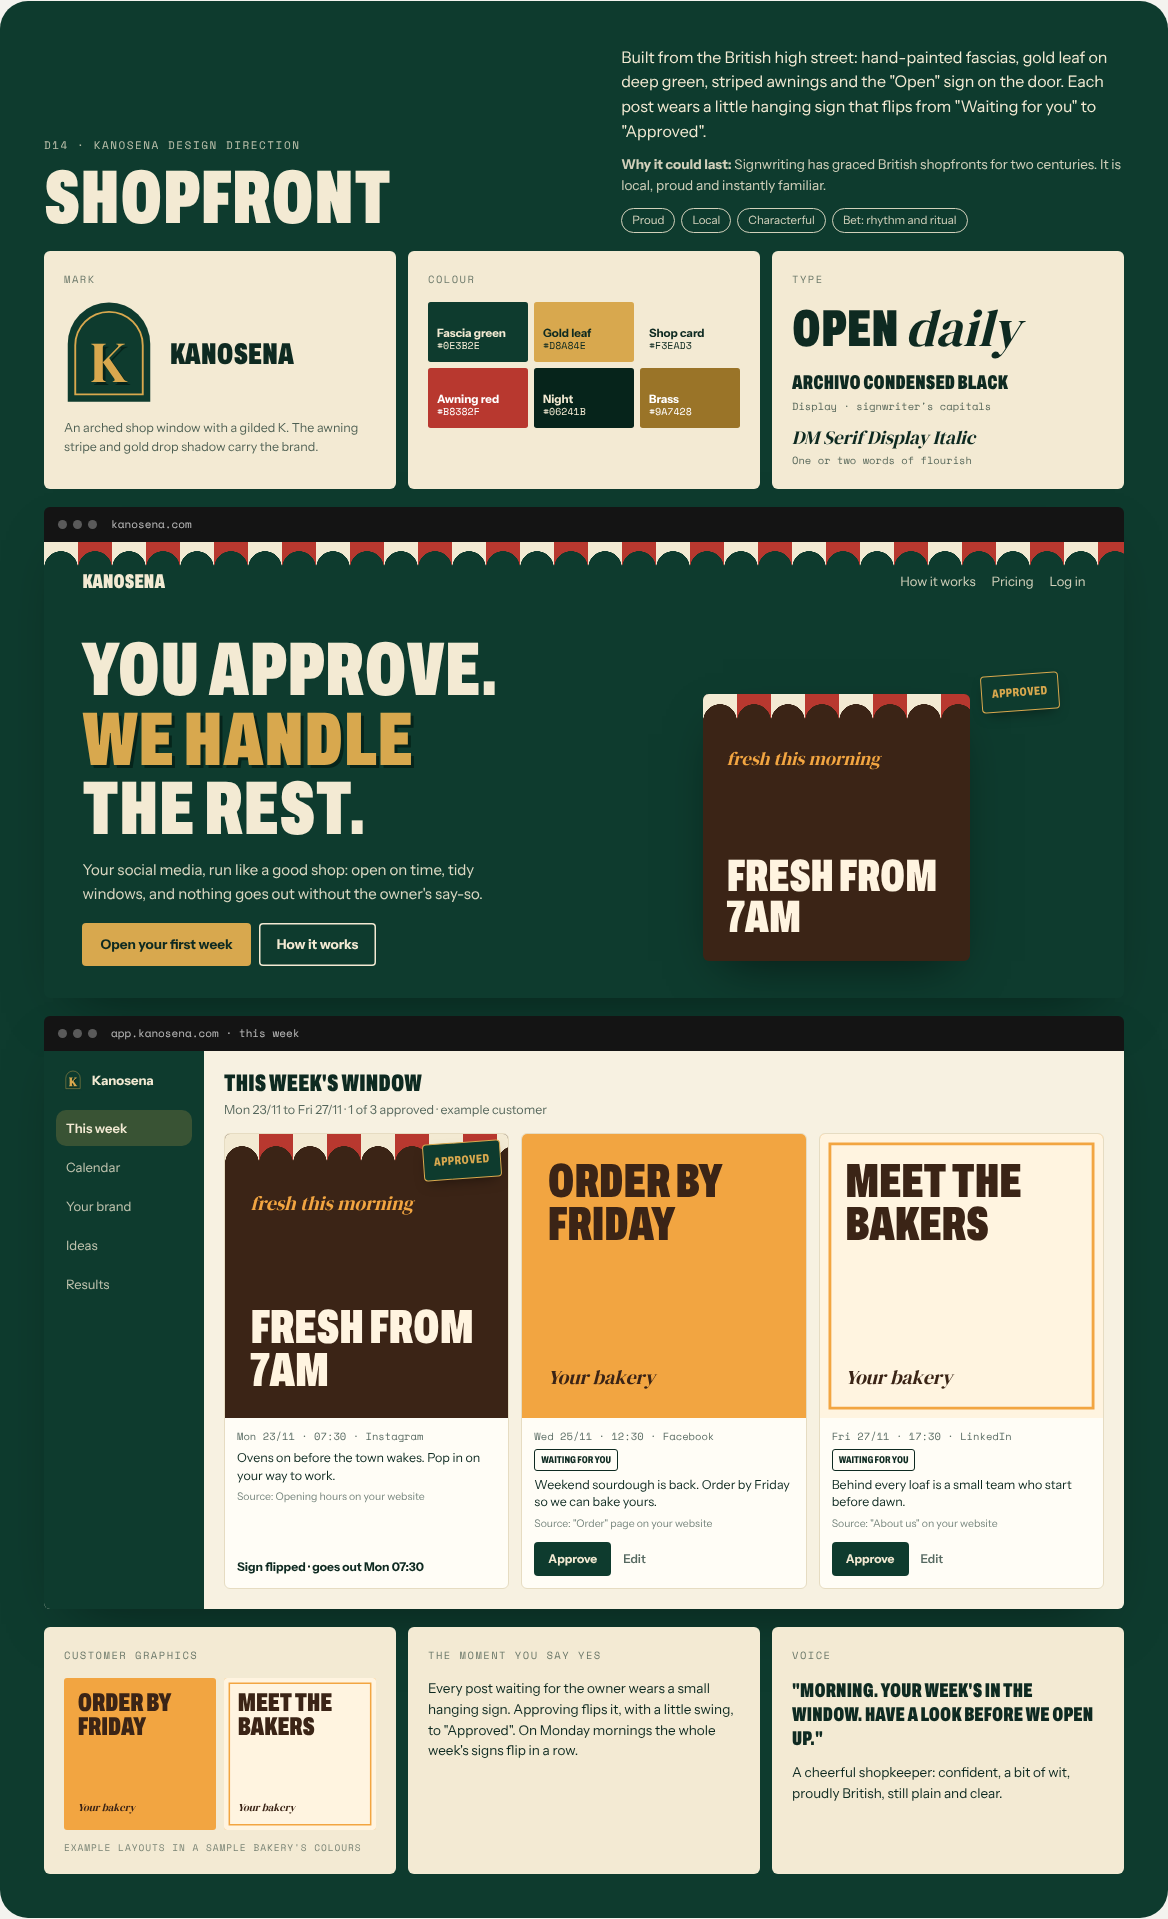 Built from the British high street: hand-painted fascias, gold leaf on
deep green, striped awnings and the "Open" sign on the door. Each
post wears a little hanging sign that flips from "Waiting for you" to
"Approved".
D14 · KANOSENA DESIGN DIRECTION
SHOPFRONT
Why it could last: Signwriting has graced British shopfronts for two centuries. It is
local, proud and instantly familiar.
Proud
Local
Characterful
Bet: rhythm and ritual
MARK
K
KANOSENA
An arched shop window with a gilded K. The awning
stripe and gold drop shadow carry the brand.
COLOUR
Fascia green
#0E3B2E
Gold leaf
#D8A84E
Shop card
#F3EAD3
Awning red
#B8382F
Night
#06241B
Brass
#9A7428
TYPE
OPEN daily
ARCHIVO CONDENSED BLACK
Display · signwriter's capitals
DM Serif Display Italic
One or two words of flourish
kanosena.com
KANOSENA
How it works
Pricing
Log in
YOU APPROVE.
WE HANDLE
THE REST.
Your social media, run like a good shop: open on time, tidy
windows, and nothing goes out without the owner's say-so.
Open your first week
How it works
APPROVED
fresh this morning
FRESH FROM
7AM
app.kanosena.com · this week
K
Kanosena
This week
Calendar
Your brand
Ideas
Results
THIS WEEK'S WINDOW
Mon 23/11 to Fri 27/11 · 1 of 3 approved · example customer
APPROVED
fresh this morning
FRESH FROM
7AM
Mon 23/11 · 07:30 · Instagram
Ovens on before the town wakes. Pop in on
your way to work.
Source: Opening hours on your website
Sign flipped · goes out Mon 07:30
ORDER BY
FRIDAY
Your bakery
Wed 25/11 · 12:30 · Facebook
WAITING FOR YOU
Weekend sourdough is back. Order by Friday
so we can bake yours.
Source: "Order" page on your website
Approve
Edit
MEET THE
BAKERS
Your bakery
Fri 27/11 · 17:30 · LinkedIn
WAITING FOR YOU
Behind every loaf is a small team who start
before dawn.
Source: "About us" on your website
Approve
Edit
CUSTOMER GRAPHICS
ORDER BY
FRIDAY
Your bakery
MEET THE
BAKERS
Your bakery
EXAMPLE LAYOUTS IN A SAMPLE BAKERY'S COLOURS
THE MOMENT YOU SAY YES
Every post waiting for the owner wears a small
hanging sign. Approving flips it, with a little swing,
to "Approved". On Monday mornings the whole
week's signs flip in a row.
VOICE
"MORNING. YOUR WEEK'S IN THE
WINDOW. HAVE A LOOK BEFORE WE OPEN
UP."
A cheerful shopkeeper: confident, a bit of wit,
proudly British, still plain and clear.